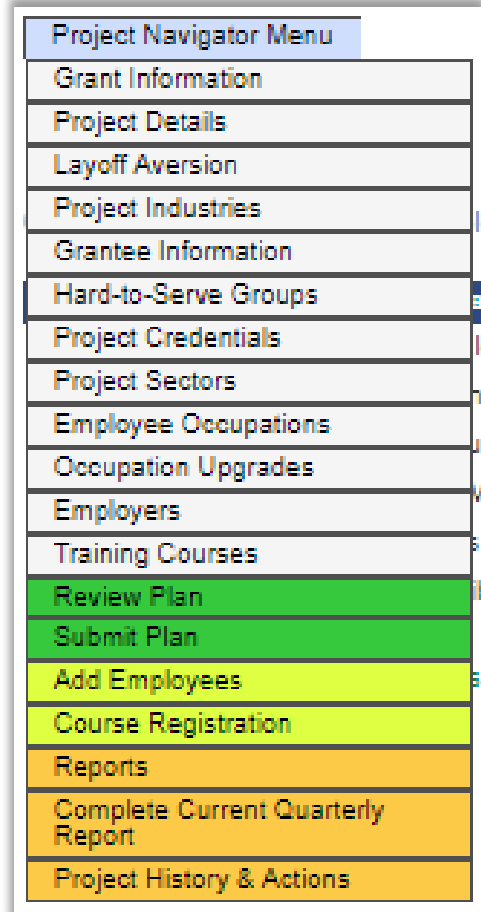 Project Navigator Menu
Grant Information
Project Details
Layoff Aversion
Project Industries
Grantee Information
Hard-to-Serve Groups
Project Credentials
Project Sectors
Employee Occupations
Occupation Upgrades
Employers
Training Courses
Review Plan
Submit Plan
Add Employees
Course Registration
Reports
Complete Current Quarterly
Report
Project History & Actions